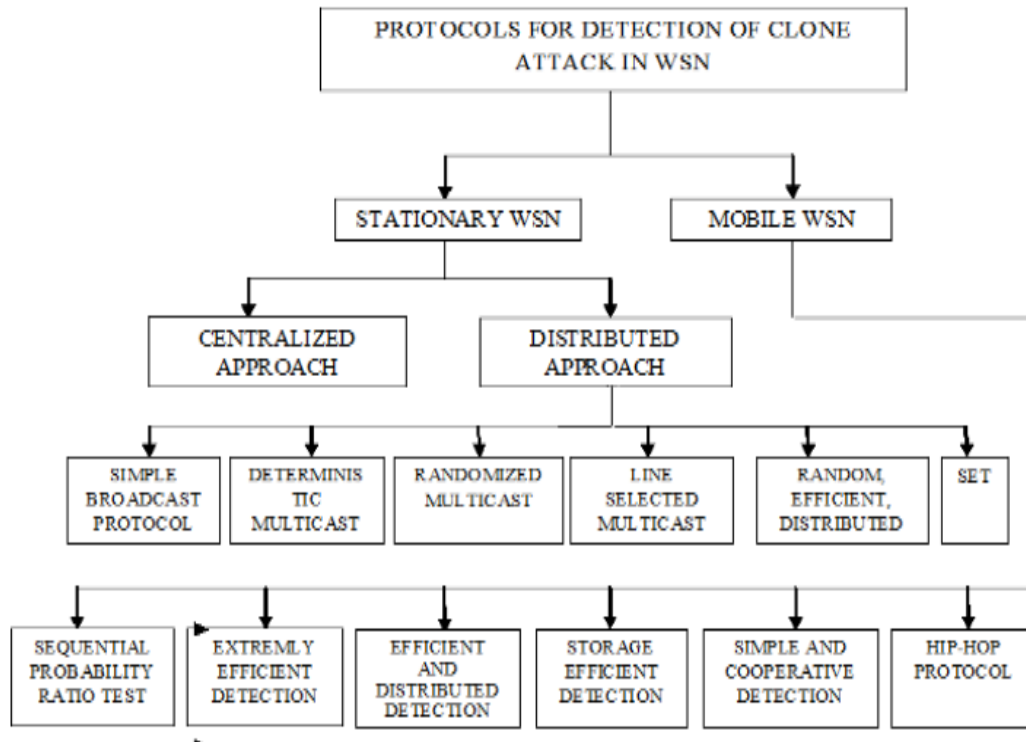 PROTOCOLS FOR DETECTION OF CLONE
ATTACK IN WSN
STATIONARY WSN
MOBILE WSN
CENTRALIZED
APPROACH
DISTRIBUTED
APPROACH
SIMPLE
BROADCAST
PROTOCOL
DETERMINIS
TIC
MULTICAST
RANDOMIZED
MULTICAST
LINE
SELECTED
MULTICAST
RANDOM,
EFFICIENT,
DISTRIBUTED
SET
SEQUENTIAL
PROBABILITY
RATIO TEST
EXTREMLY
EFFICIENT
DETECTION
EFFICIENT
AND
DISTRIBUTED
DETECTION
STORAGE
EFFICIENT
DETECTION
SIMPLE AND
COOPERATIVE
DETECTION
HIP-HOP
PROTOCOL